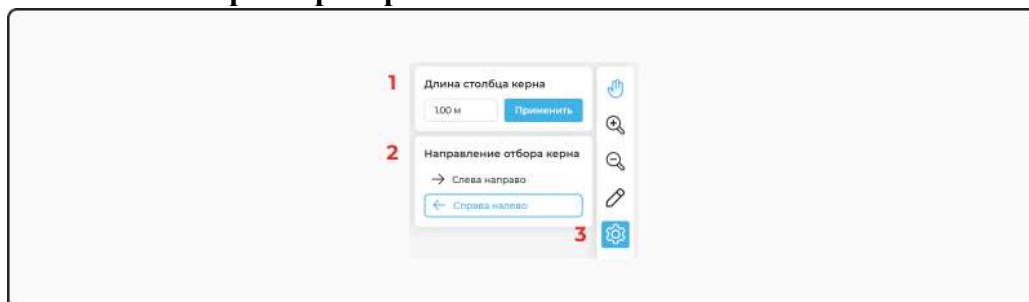 1
Длина столбца керна
1.00 м
Применить
2
Направление отбора керна
→ Слева направо
← Справа налево
3